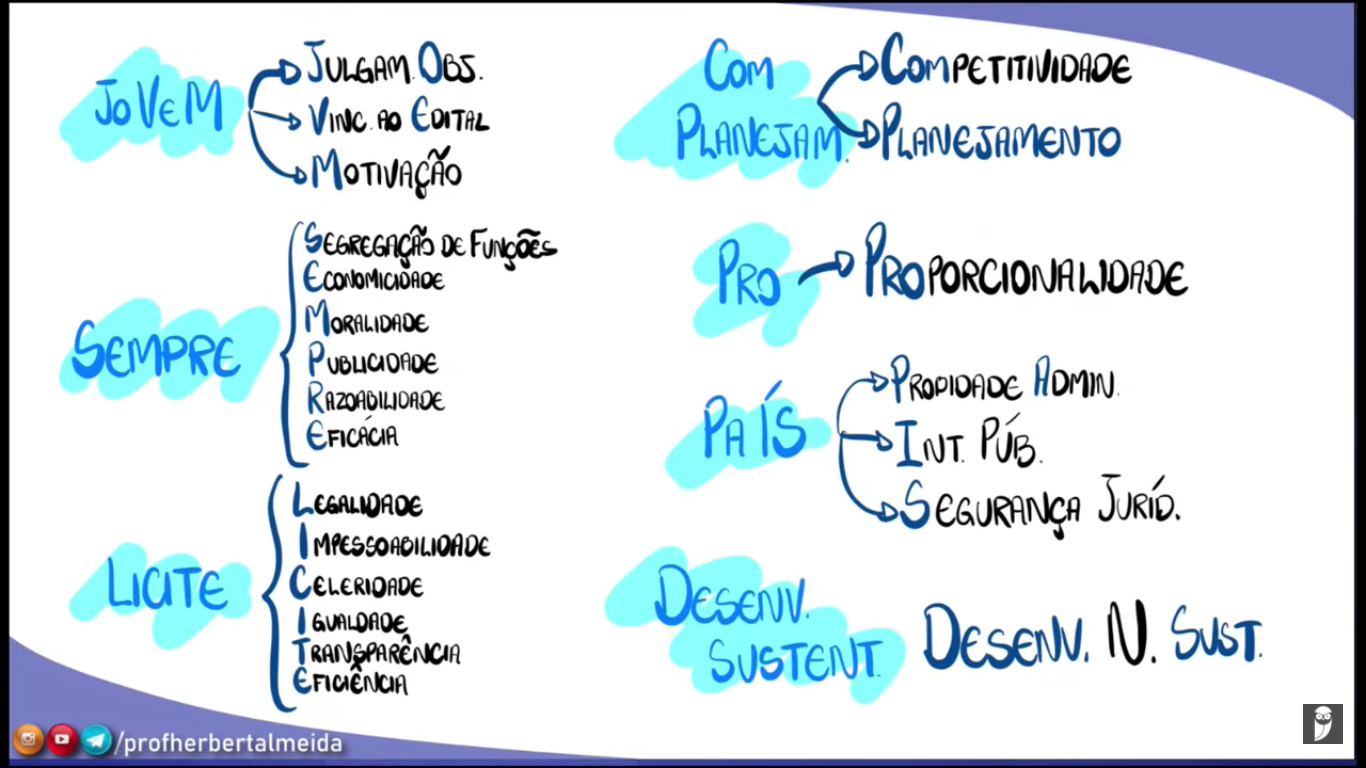 JOVEM
JULGAM. OBJ.
VINC. AO EDITAL
MOTIVAÇÃO
SEMPRE
SEGREGAÇÃO DE FUNÇÕES
ECONOMICIDADE
MORALIDADE
PUBLICIDADE
RAZOABILIDADE
EFICÁCIA
LICITE
LEGALIDADE
IMPESSOABILIDADE
CELERIDADE
IGUALDADE
TRANSPARÊNCIA
EFICIÊNCIA
COM
PLANEJAM.
COMPETITIVIDADE
PLANEJAMENTO
PRO
PROPORCIONALIDADE
PAÍS
PROPIDADE ADMIN.
INT. PÚB.
SEGURANÇA JURÍD.
DESENV.
SUSTENT.
DESENV. N. SUST.
/profherbertalmeida